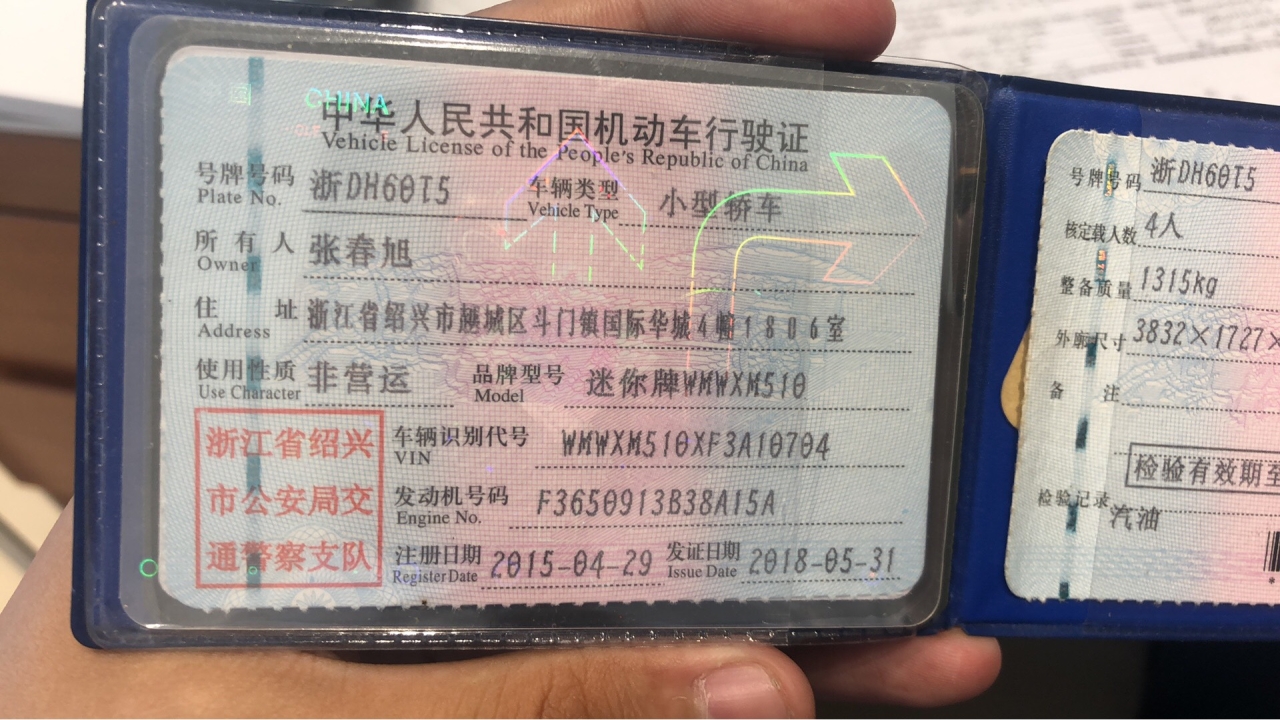 CHINA
中华人民共和国机动车行驶证
Vehicle License of the People's Republic of China
号牌号码 浙DH60T5 车辆类型 小型轿车
Plate No. Vehicle Type
所有人 张春旭
Owner
住址 浙江省绍兴市越城区斗门镇国际华城4幢1806室
Address
使用性质 非营运 品牌型号 迷你牌WMWXM510
Use Character Model
浙江省绍兴
市公安局交
通警察支队
车辆识别代号 WMWXM510XF3A10704
VIN
发动机号码 F3650913B38A15A
Engine No.
注册日期 2015-04-29 发证日期 2018-05-31
Register Date Issue Date
号牌号码 浙DH60T5
核定载人数 4人
整备质量 1315kg
外廓尺寸 3832×1727×
备注
检验有效期至
检验记录
汽油